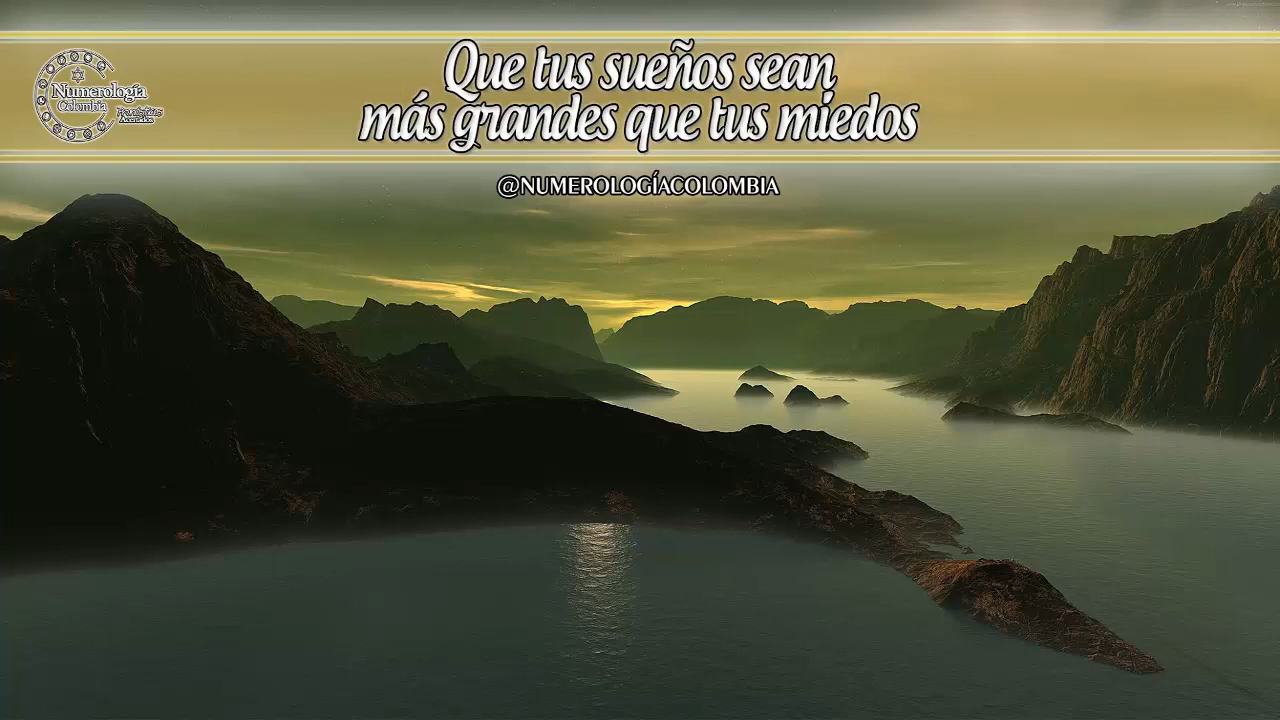 Que tus sueños sean
más grandes que tus miedos
@NUMEROLOGÍACOLOMBIA
Numerología
Colombia